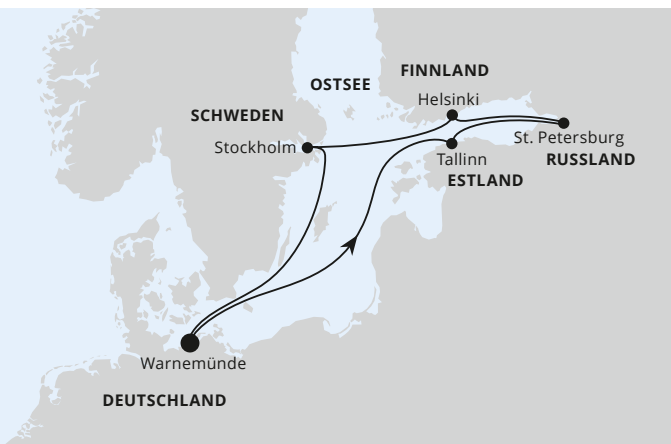 FINNLAND
OSTSEE
Helsinki
SCHWEDEN
St. Petersburg
Stockholm
Tallinn
RUSSLAND
ESTLAND
Warnemünde
DEUTSCHLAND